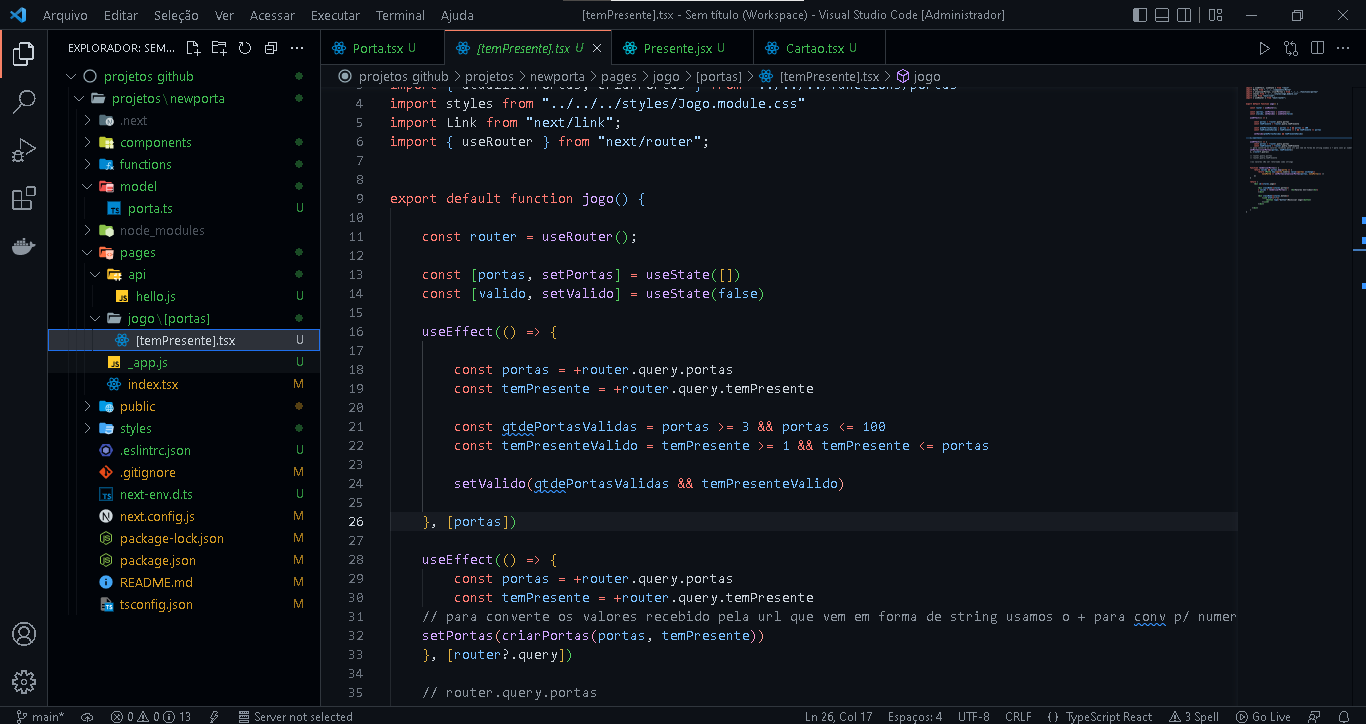 Arquivo Editar Seleção Ver Acessar Executar Terminal Ajuda [temPresente].tsx - Sem título (Workspace) - Visual Studio Code [Administrador]
EXPLORADOR: SEM... ···
projetos github
projetos\newporta
.next
components
functions
model
porta.ts U
node_modules
pages
api
hello.js U
jogo\[portas]
[temPresente].tsx U
_app.js U
index.tsx M
public
styles
.eslintrc.json U
.gitignore M
next-env.d.ts U
next.config.js M
package-lock.json M
package.json M
README.md M
tsconfig.json M
Porta.tsx U [temPresente].tsx U Presente.jsx U Cartao.tsx U
projetos github > projetos > newporta > pages > jogo > [portas] > [temPresente].tsx > jogo
3 import { atualizarPortas, criarPortas } from "../../../functions/portas"
4 import styles from "../../../styles/Jogo.module.css"
5 import Link from "next/link";
6 import { useRouter } from "next/router";
7
8
9 export default function jogo() {
10
11 const router = useRouter();
12
13 const [portas, setPortas] = useState([])
14 const [valido, setValido] = useState(false)
15
16 useEffect(() => {
17
18 const portas = +router.query.portas
19 const temPresente = +router.query.temPresente
20
21 const qtdePortasValidas = portas >= 3 && portas <= 100
22 const temPresenteValido = temPresente >= 1 && temPresente <= portas
23
24 setValido(qtdePortasValidas && temPresenteValido)
25
26 }, [portas])
27
28 useEffect(() => {
29 const portas = +router.query.portas
30 const temPresente = +router.query.temPresente
31 // para converte os valores recebido pela url que vem em forma de string usamos o + para conv p/ numer
32 setPortas(criarPortas(portas, temPresente))
33 }, [router?.query])
34
35 // router.query.portas
main* 0 0 13 Server not selected Ln 26, Col 17 Espaços: 4 UTF-8 CRLF {} TypeScript React 3 Spell Go Live